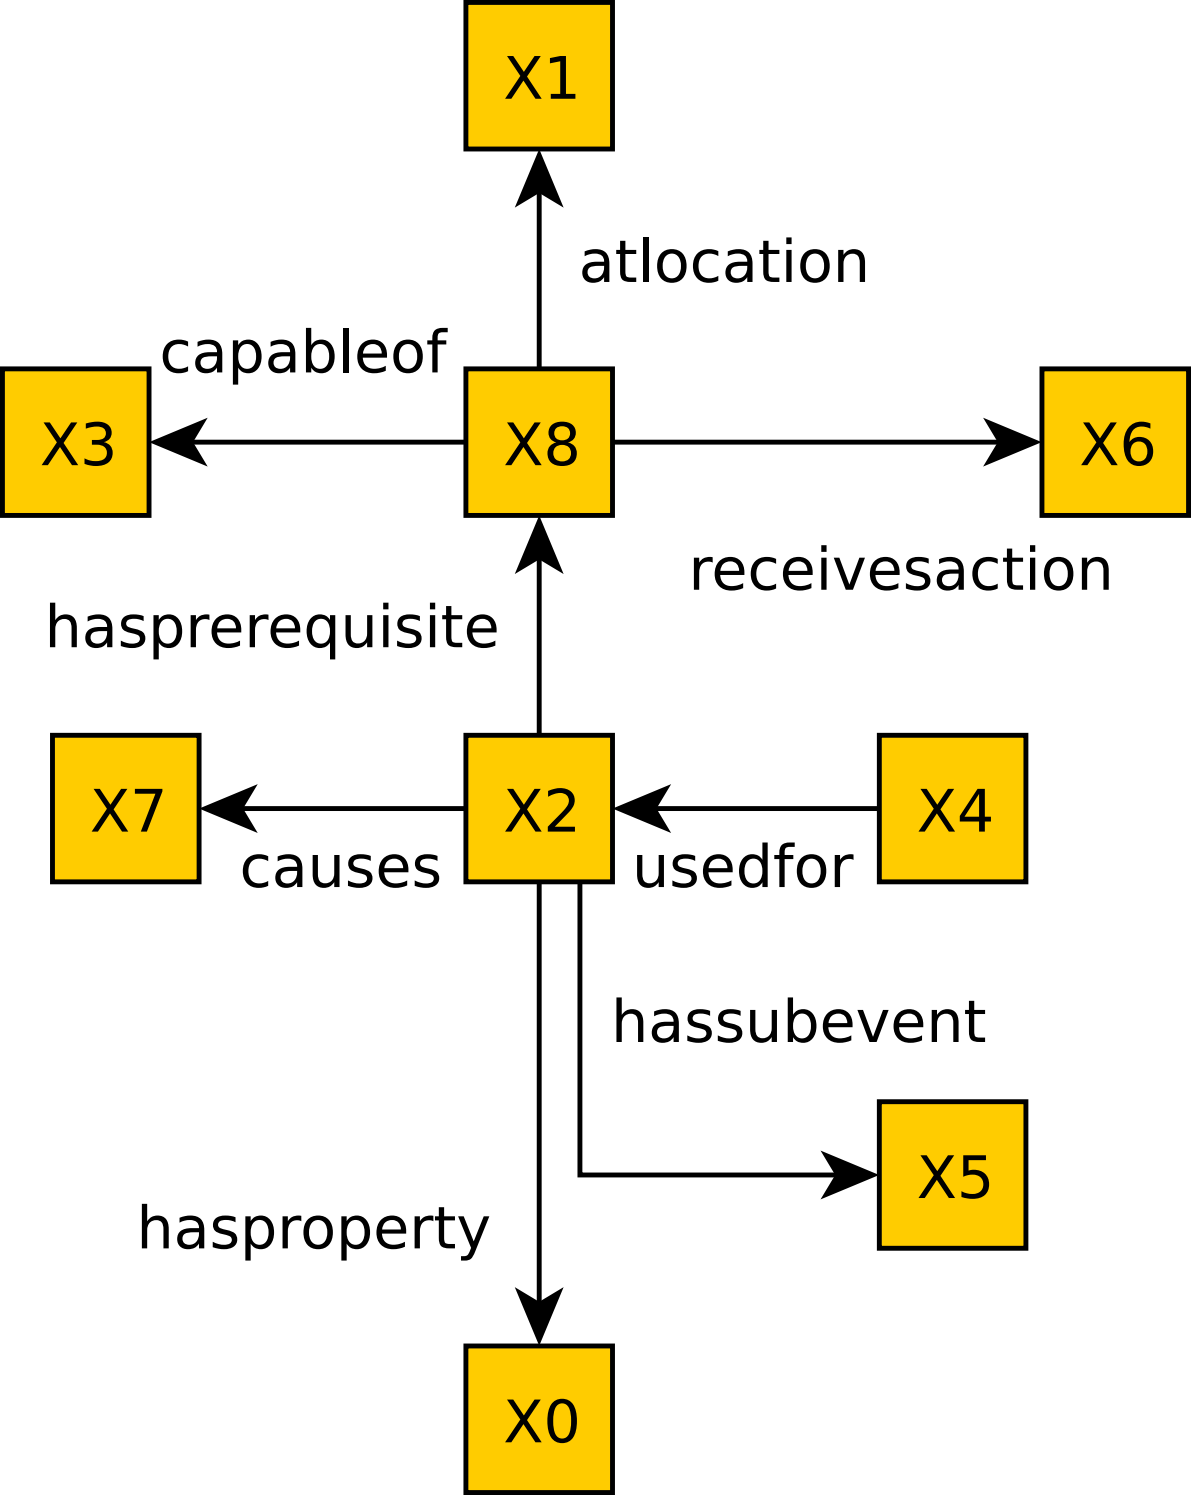 X1
atlocation
capableof
X3
X8
X6
receivesaction
hasprerequisite
X7
X2
X4
causes
usedfor
hassubevent
X5
hasproperty
X0